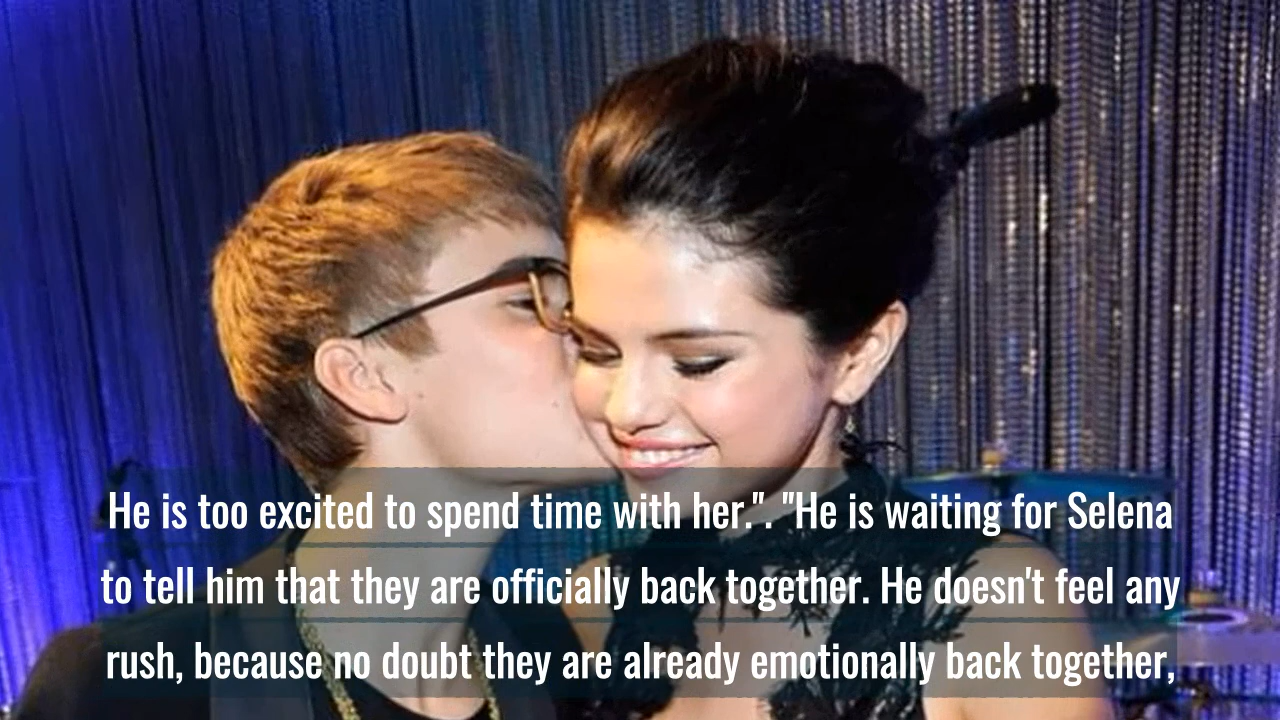 He is too excited to spend time with her.". "He is waiting for Selena
to tell him that they are officially back together. He doesn't feel any
rush, because no doubt they are already emotionally back together,